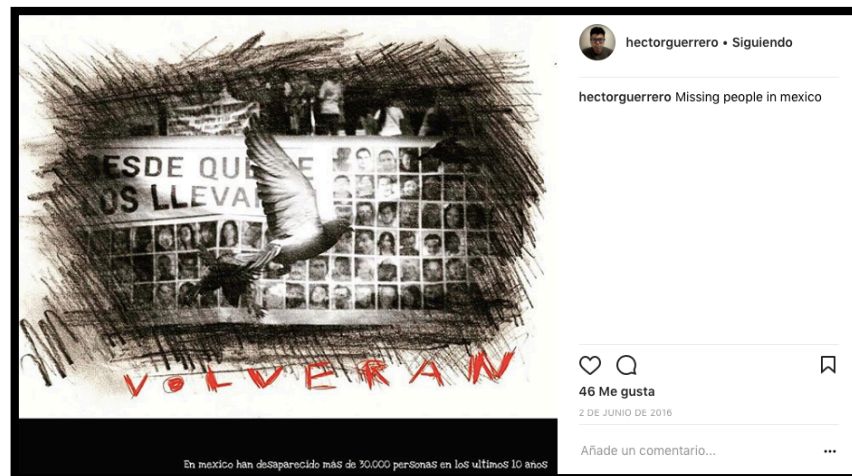 ESDE QUE
LOS LLEVA
VOLVERAN
En mexico han desaparecido más de 30.000 personas en los ultimos 10 años
hectorguerrero • Siguiendo
hectorguerrero Missing people in mexico
46 Me gusta
2 DE JUNIO DE 2016
Añade un comentario...